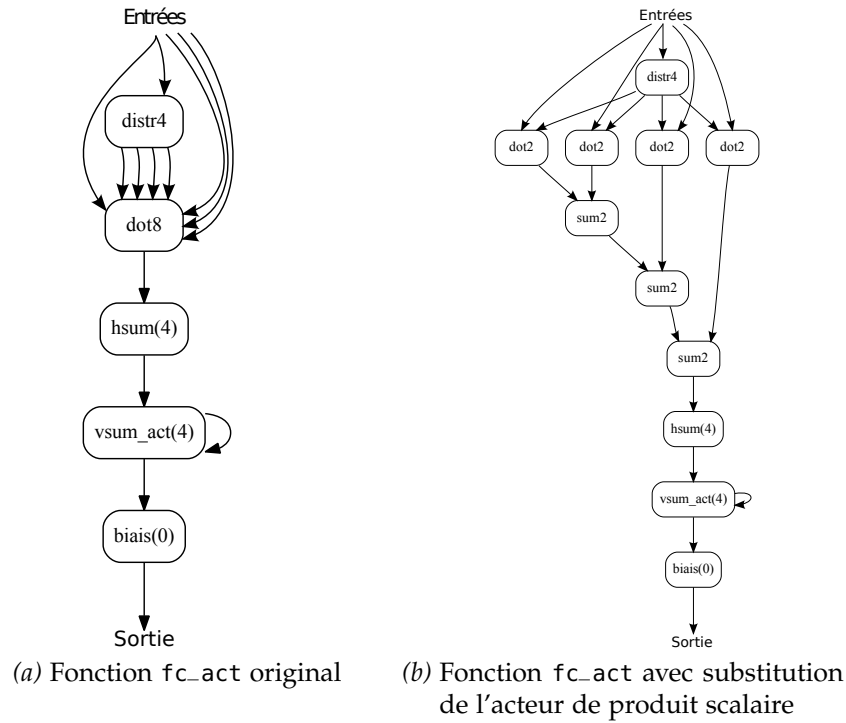 Entrées
distr4
dot8
hsum(4)
vsum_act(4)
biais(0)
Sortie
(a) Fonction fc_act original
Entrées
distr4
dot2 dot2 dot2 dot2
sum2
sum2
sum2
hsum(4)
vsum_act(4)
biais(0)
Sortie
(b) Fonction fc_act avec substitution
de l'acteur de produit scalaire